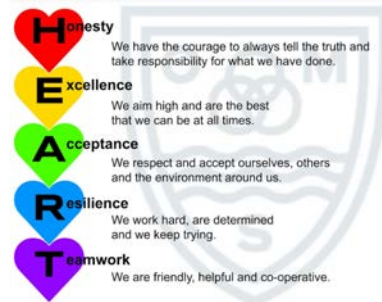 Honesty
We have the courage to always tell the truth and
take responsibility for what we have done.
Excellence
We aim high and are the best
that we can be at all times.
Acceptance
We respect and accept ourselves, others
and the environment around us.
Resilience
We work hard, are determined
and we keep trying.
Teamwork
We are friendly, helpful and co-operative.